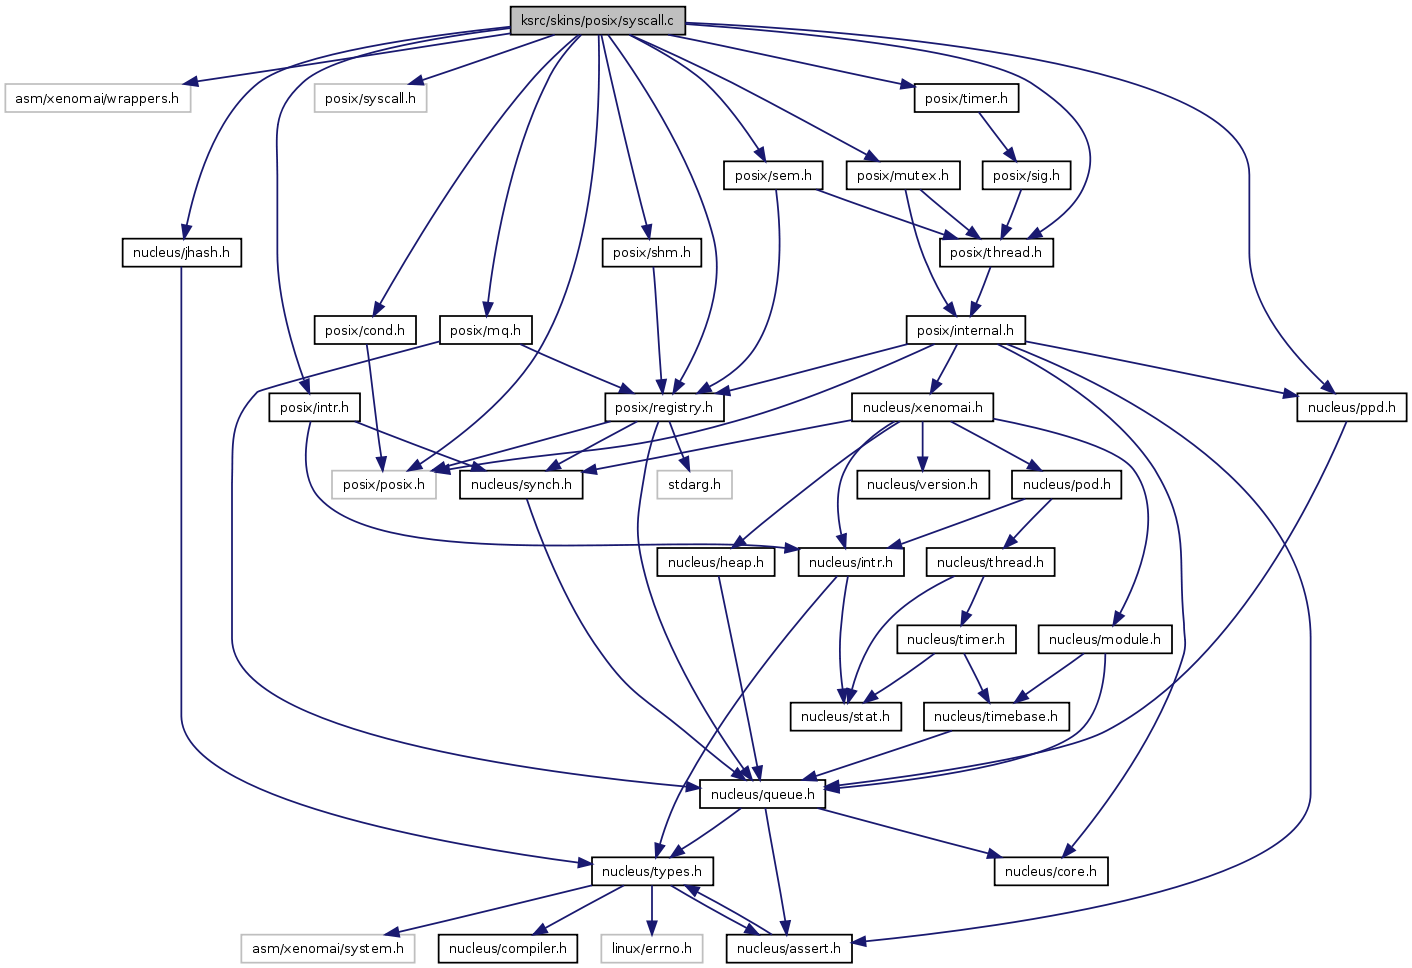 ksrc/skins/posix/syscall.c
asm/xenomai/wrappers.h
posix/syscall.h
posix/timer.h
posix/sem.h
posix/mutex.h
posix/sig.h
nucleus/jhash.h
posix/shm.h
posix/thread.h
posix/cond.h
posix/mq.h
posix/internal.h
posix/intr.h
posix/registry.h
nucleus/xenomai.h
nucleus/ppd.h
posix/posix.h
nucleus/synch.h
stdarg.h
nucleus/version.h
nucleus/pod.h
nucleus/heap.h
nucleus/intr.h
nucleus/thread.h
nucleus/timer.h
nucleus/module.h
nucleus/stat.h
nucleus/timebase.h
nucleus/queue.h
nucleus/types.h
nucleus/core.h
asm/xenomai/system.h
nucleus/compiler.h
linux/errno.h
nucleus/assert.h